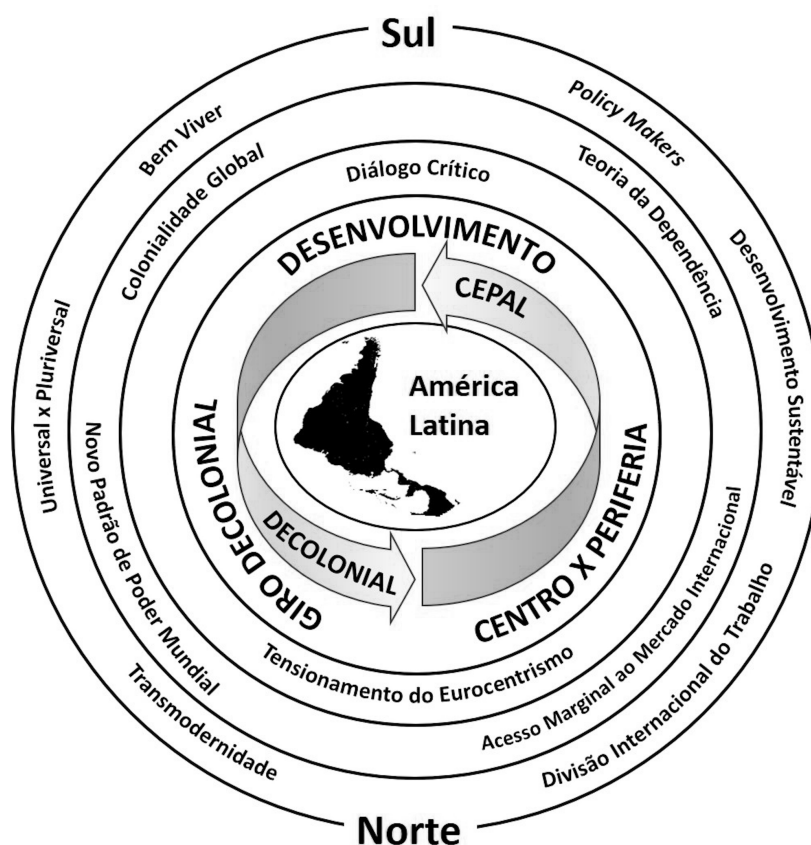 Sul
Bem Viver
Policy Makers
Colonialidade Global
Teoria da Dependência
Diálogo Crítico
Desenvolvimento Sustentável
Universal x Pluriversal
DESENVOLVIMENTO
CEPAL
América
Latina
GIRO DECOLONIAL
CENTRO X PERIFERIA
DECOLONIAL
Novo Padrão de Poder Mundial
Acesso Marginal ao Mercado Internacional
Tensionamento do Eurocentrismo
Transmodernidade
Divisão Internacional do Trabalho
Norte